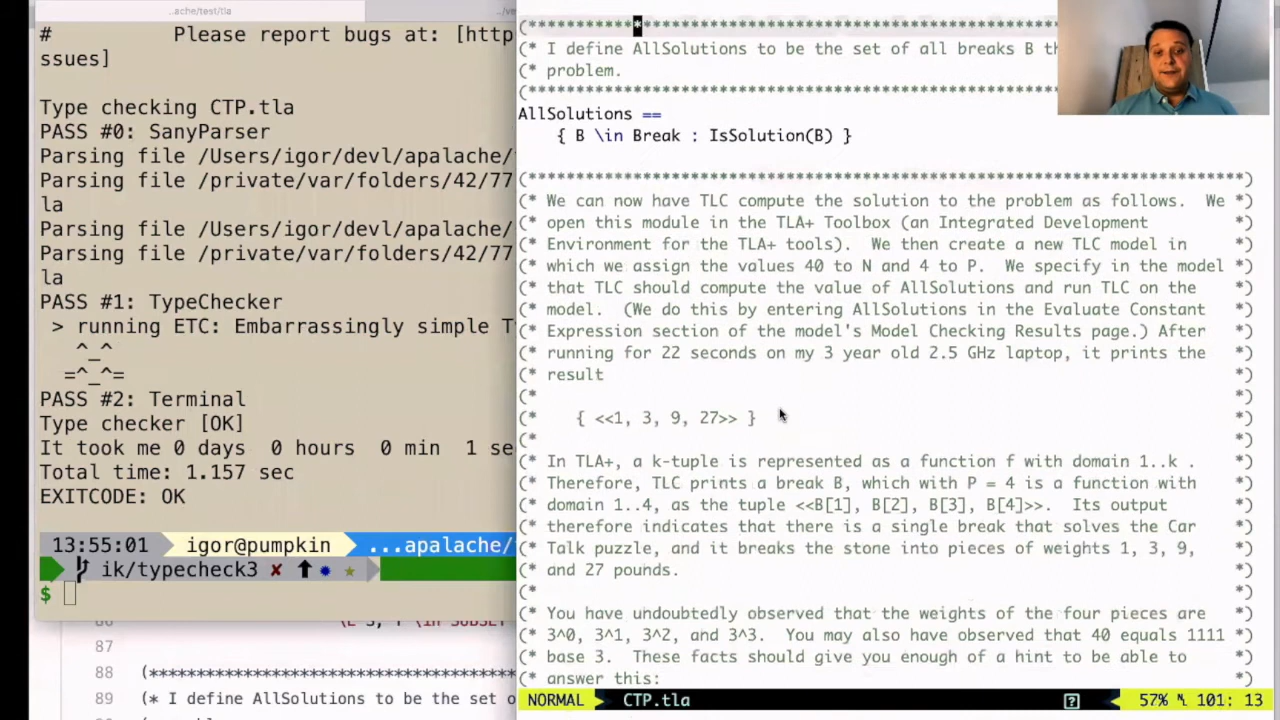 ..ache/test/tla
# Please report bugs at: [http
ssues]
Type checking CTP.tla
PASS #0: SanyParser
Parsing file /Users/igor/devl/apalache/
Parsing file /private/var/folders/42/77
la
Parsing file /Users/igor/devl/apalache/
Parsing file /private/var/folders/42/77
la
PASS #1: TypeChecker
 > running ETC: Embarrassingly simple T
    ^_^
  =^_^=
PASS #2: Terminal
Type checker [OK]
It took me 0 days  0 hours  0 min  1 se
Total time: 1.157 sec
EXITCODE: OK
13:55:01 igor@pumpkin ...apalache/
ik/typecheck3 ✘ ⬆ ✹ ★
$
87
88 (***************************************
89 (* I define AllSolutions to be the set o
(********************************************************
(* I define AllSolutions to be the set of all breaks B th
(* problem.
(********************************************************
AllSolutions ==
    { B \in Break : IsSolution(B) }
(***************************************************************************)
(* We can now have TLC compute the solution to the problem as follows.  We *)
(* open this module in the TLA+ Toolbox (an Integrated Development *)
(* Environment for the TLA+ tools).  We then create a new TLC model in *)
(* which we assign the values 40 to N and 4 to P.  We specify in the model *)
(* that TLC should compute the value of AllSolutions and run TLC on the *)
(* model.  (We do this by entering AllSolutions in the Evaluate Constant *)
(* Expression section of the model's Model Checking Results page.) After *)
(* running for 22 seconds on my 3 year old 2.5 GHz laptop, it prints the *)
(* result *)
(* *)
(*    { <<1, 3, 9, 27>> } *)
(* *)
(* In TLA+, a k-tuple is represented as a function f with domain 1..k . *)
(* Therefore, TLC prints a break B, which with P = 4 is a function with *)
(* domain 1..4, as the tuple <<B[1], B[2], B[3], B[4]>>.  Its output *)
(* therefore indicates that there is a single break that solves the Car *)
(* Talk puzzle, and it breaks the stone into pieces of weights 1, 3, 9, *)
(* and 27 pounds. *)
(* *)
(* You have undoubtedly observed that the weights of the four pieces are *)
(* 3^0, 3^1, 3^2, and 3^3.  You may also have observed that 40 equals 1111 *)
(* base 3.  These facts should give you enough of a hint to be able to *)
(* answer this: *)
NORMAL CTP.tla [?] 57% ␤ 101: 13